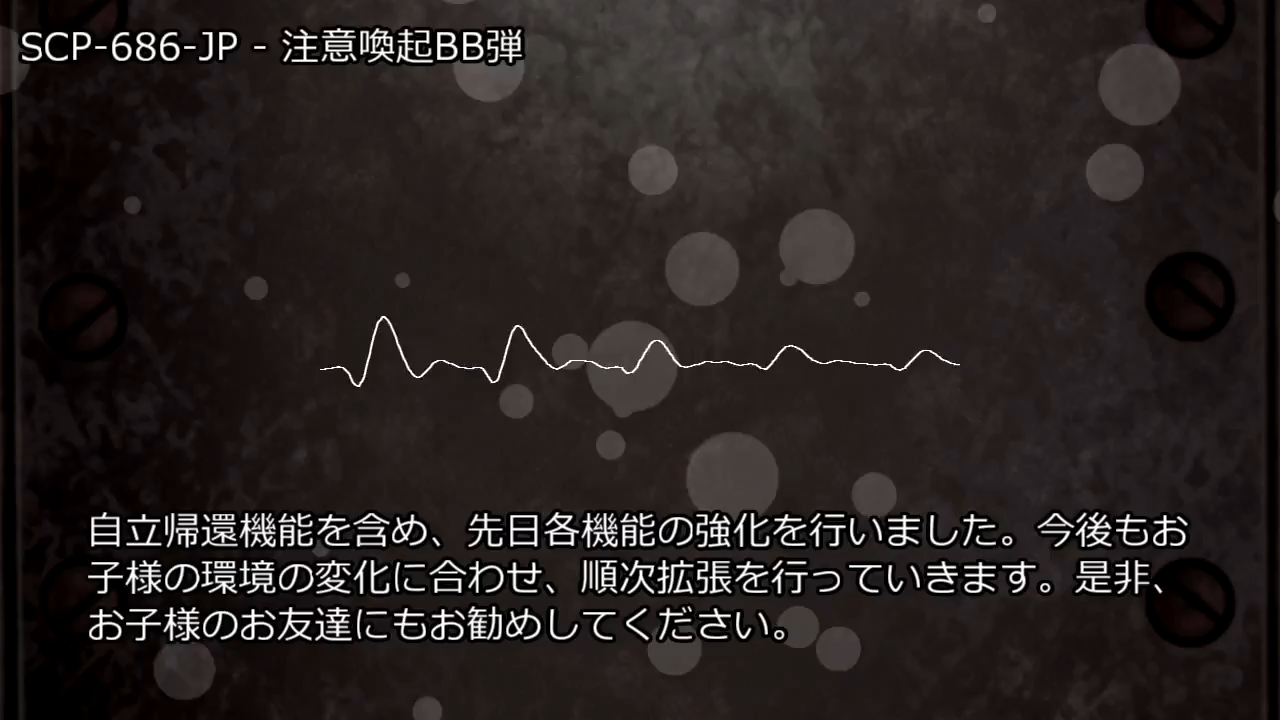 SCP-686-JP - 注意喚起BB弾
自立帰還機能を含め、先日各機能の強化を行いました。今後もお
子様の環境の変化に合わせ、順次拡張を行っていきます。是非、
お子様のお友達にもお勧めしてください。